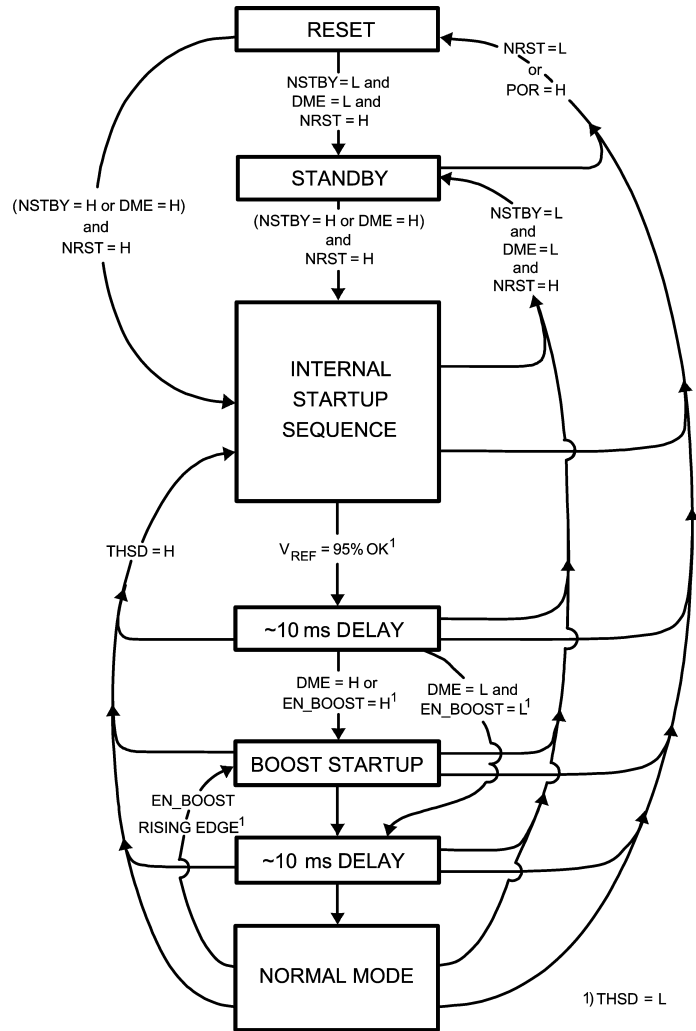 RESET
NRST = L
or
POR = H
NSTBY = L and
DME = L and
NRST = H
STANDBY
(NSTBY = H or DME = H)
and
NRST = H
(NSTBY = H or DME = H)
and
NRST = H
NSTBY = L
and
DME = L
and
NRST = H
INTERNAL
STARTUP
SEQUENCE
THSD = H
VREF = 95% OK1
~10 ms DELAY
DME = H or
EN_BOOST = H1
DME = L and
EN_BOOST = L1
BOOST STARTUP
EN_BOOST
RISING EDGE1
~10 ms DELAY
NORMAL MODE
1) THSD = L